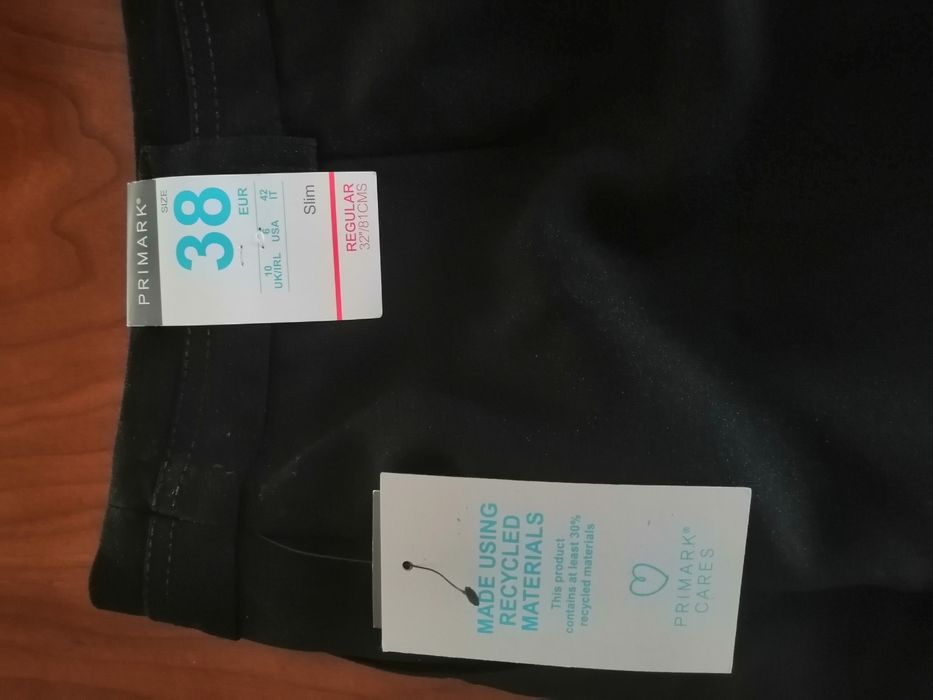 PRIMARK®
SIZE
38
EUR
10 6 42
UK/IRL USA IT
Slim
REGULAR
32"/81CMS
MADE USING
RECYCLED
MATERIALS
This product
contains at least 30%
recycled materials
PRIMARK®
CARES